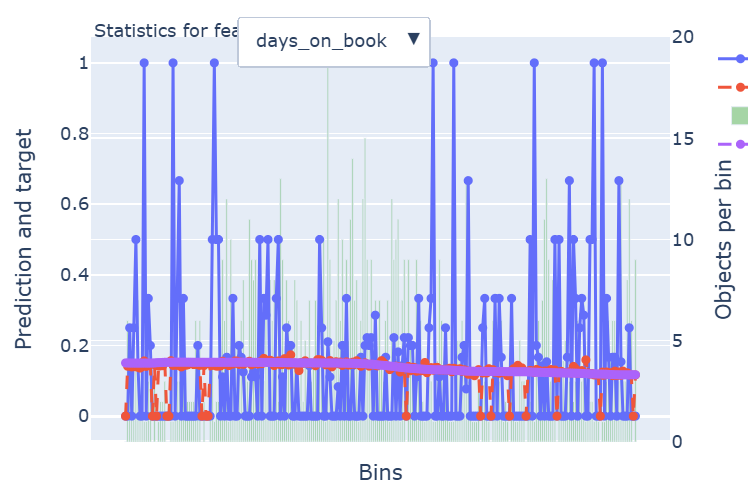 Statistics for fea
days_on_book ▼
20
1
0.8
15
0.6
10
0.4
5
0.2
0
0
Prediction and target
Objects per bin
Bins